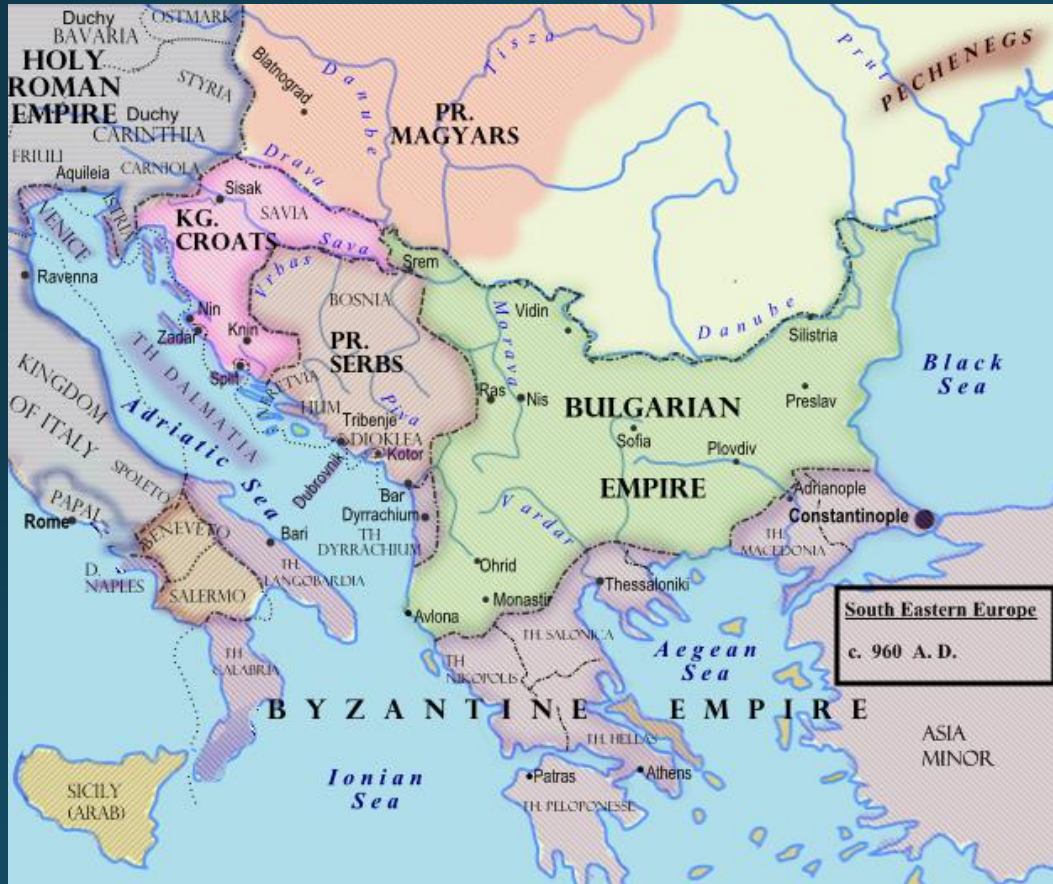 Duchy
BAVARIA
OSTMARK
HOLY
ROMAN
EMPIRE
STYRIA
Duchy
CARINTHIA
FRIULI
CARNIOLA
Aquileia
ISTRIA
VENICE
Ravenna
Blatnograd
Danube
Tisza
Prut
PECHENEGS
PR.
MAGYARS
Drava
Sisak
SAVIA
KG.
CROATS
Sava
Vrbas
Srem
Nin
Zadar
Knin
Split
BOSNIA
PR.
SERBS
NERETVIA
HUM
Piva
Tribenje
DIOKLEA
Kotor
Dubrovnik
Bar
Dyrrachium
TH
DYRRACHIUM
TH DALMATIA
Adriatic Sea
KINGDOM
OF ITALY
SPOLETO
PAPAL
Rome
BENEVETO
D.
NAPLES
SALERMO
Bari
TH.
LANGOBARDIA
TH
CALABRIA
SICILY
(ARAB)
Morava
Vidin
Danube
Silistria
Black
Sea
Ras
Nis
BULGARIAN
Preslav
Sofia
Plovdiv
EMPIRE
Vardar
Adrianople
Constantinople
TH.
MACEDONIA
Ohrid
Monastir
Avlona
Thessaloniki
TH. SALONICA
TH
NIKOPOLIS
Aegean
Sea
BYZANTINE EMPIRE
TH. HELLAS
Athens
Patras
TH. PELOPONESSE
Ionian
Sea
ASIA
MINOR
South Eastern Europe
c. 960 A. D.